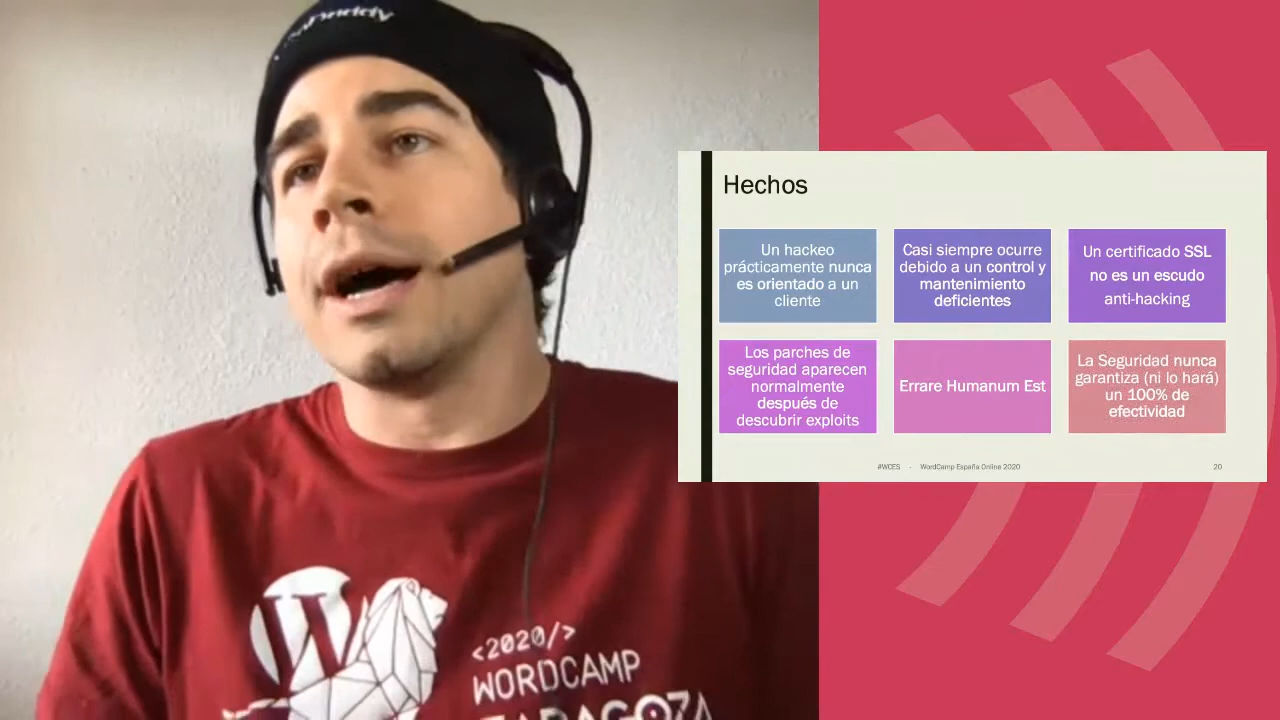 GoDaddy
<2020/>
WORDCAMP
ZARAGOZA
Hechos
Un hackeo
prácticamente nunca
es orientado a un
cliente
Casi siempre ocurre
debido a un control y
mantenimiento
deficientes
Un certificado SSL
no es un escudo
anti-hacking
Los parches de
seguridad aparecen
normalmente
después de
descubrir exploits
Errare Humanum Est
La Seguridad nunca
garantiza (ni lo hará)
un 100% de
efectividad
#WCES - WordCamp España Online 2020
20